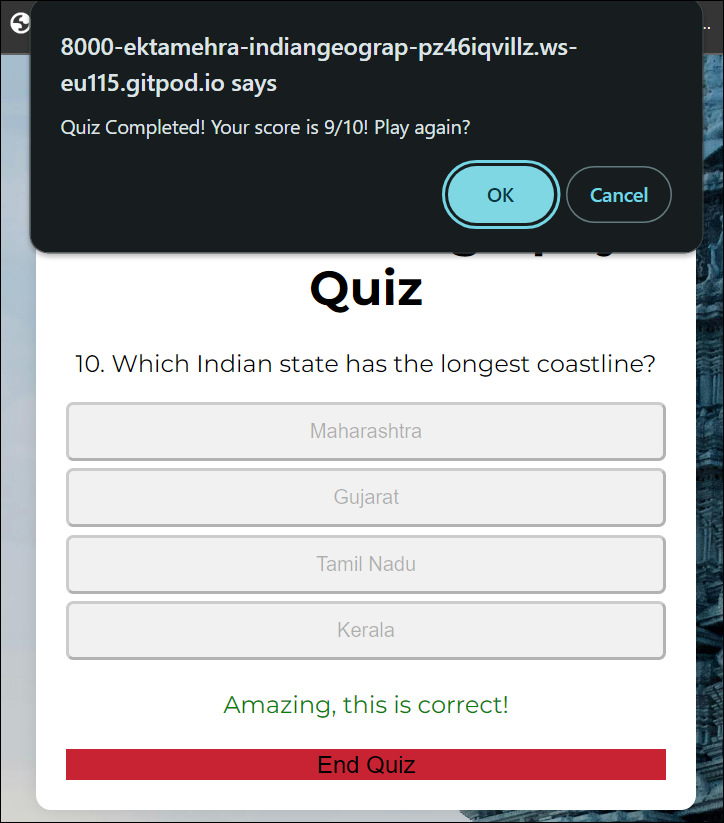 8000-ektamehra-indiangeograp-pz46iqvillz.ws-
eu115.gitpod.io says
Quiz Completed! Your score is 9/10! Play again?
OK
Cancel
Quiz
10. Which Indian state has the longest coastline?
Maharashtra
Gujarat
Tamil Nadu
Kerala
Amazing, this is correct!
End Quiz